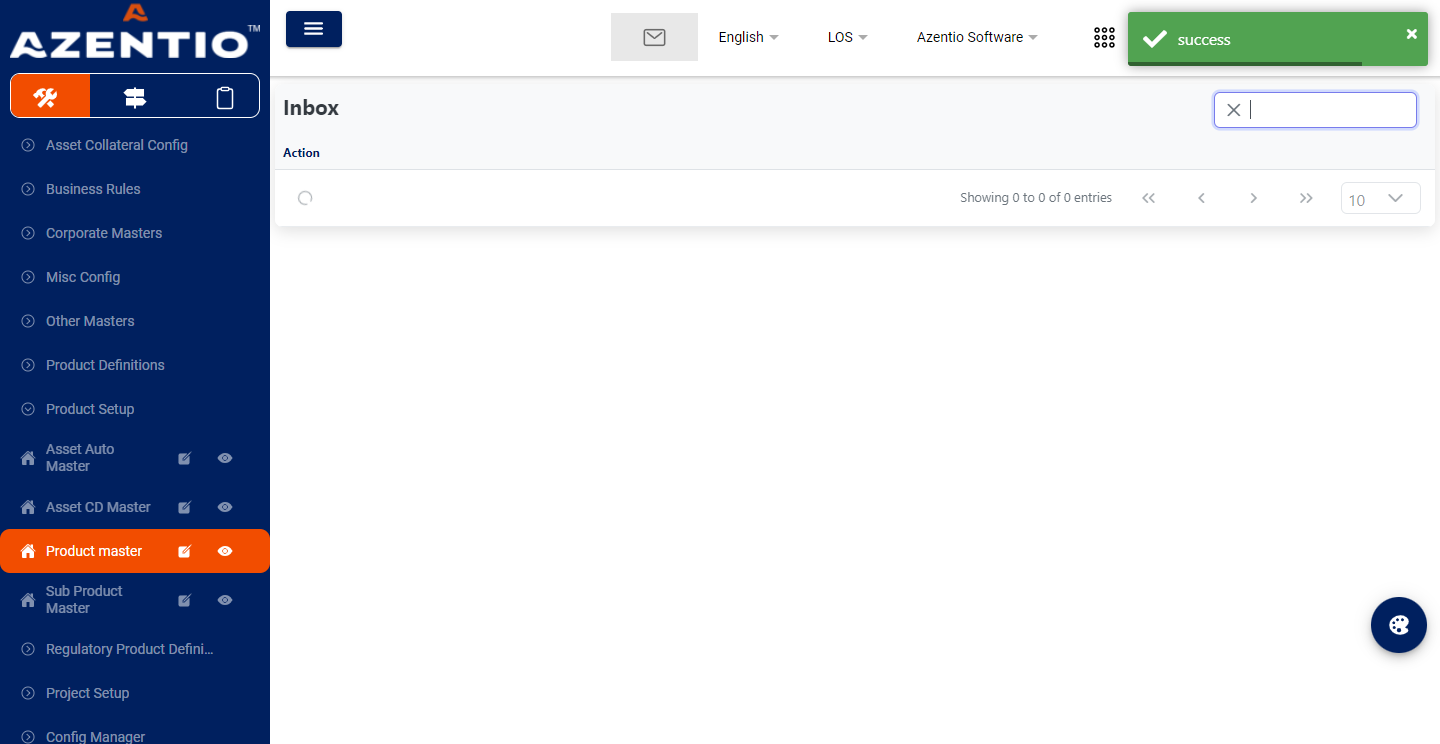 AZENTIO™
English
LOS
Azentio Software
success
Inbox
Action
Showing 0 to 0 of 0 entries
10
Asset Collateral Config
Business Rules
Corporate Masters
Misc Config
Other Masters
Product Definitions
Product Setup
Asset Auto
Master
Asset CD Master
Product master
Sub Product
Master
Regulatory Product Defini...
Project Setup
Config Manager